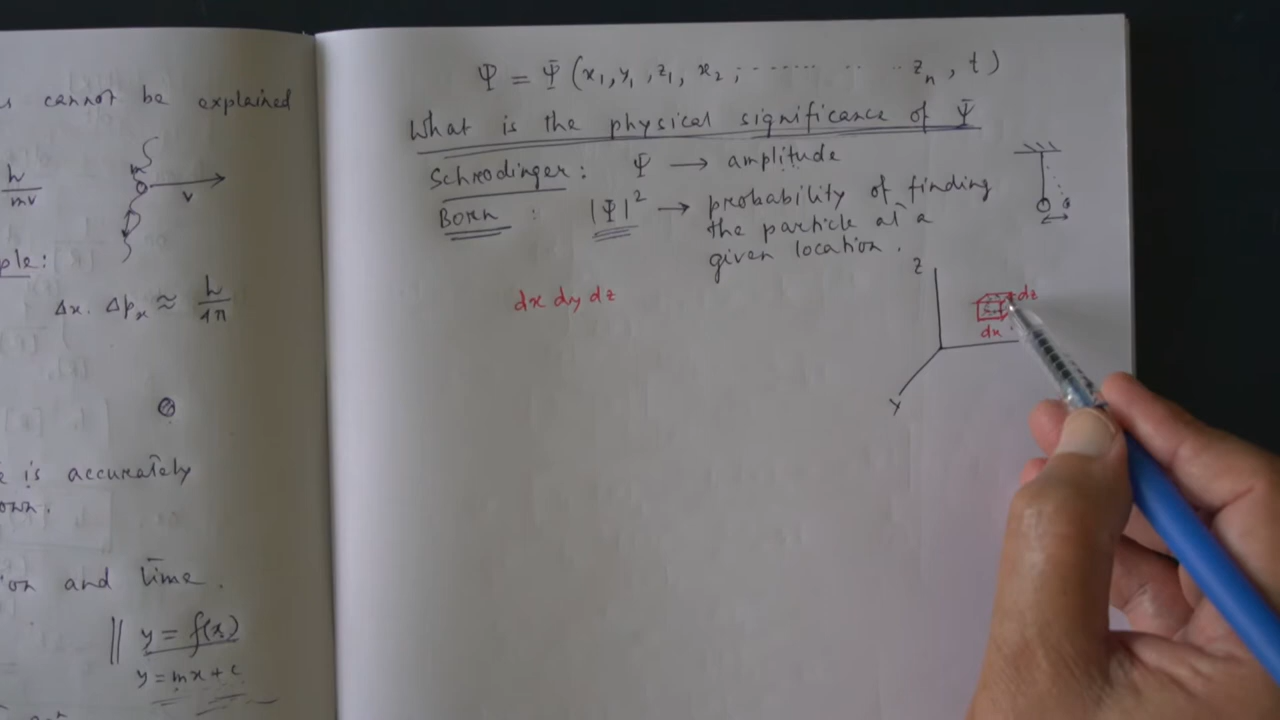 cannot be explained
h/mv
v
ple:
Δx. Δpx ≈ h/4π
is accurately
own.
ion and time.
|| y = f(x)
y = mx + c
Ψ = Ψ (x1, y1, z1, x2, ......... zn, t)
What is the physical significance of Ψ
Schrodinger: Ψ → amplitude
Born : |Ψ|² → probability of finding
the particle at a
given location.
dx dy dz
z
dz
dx
y